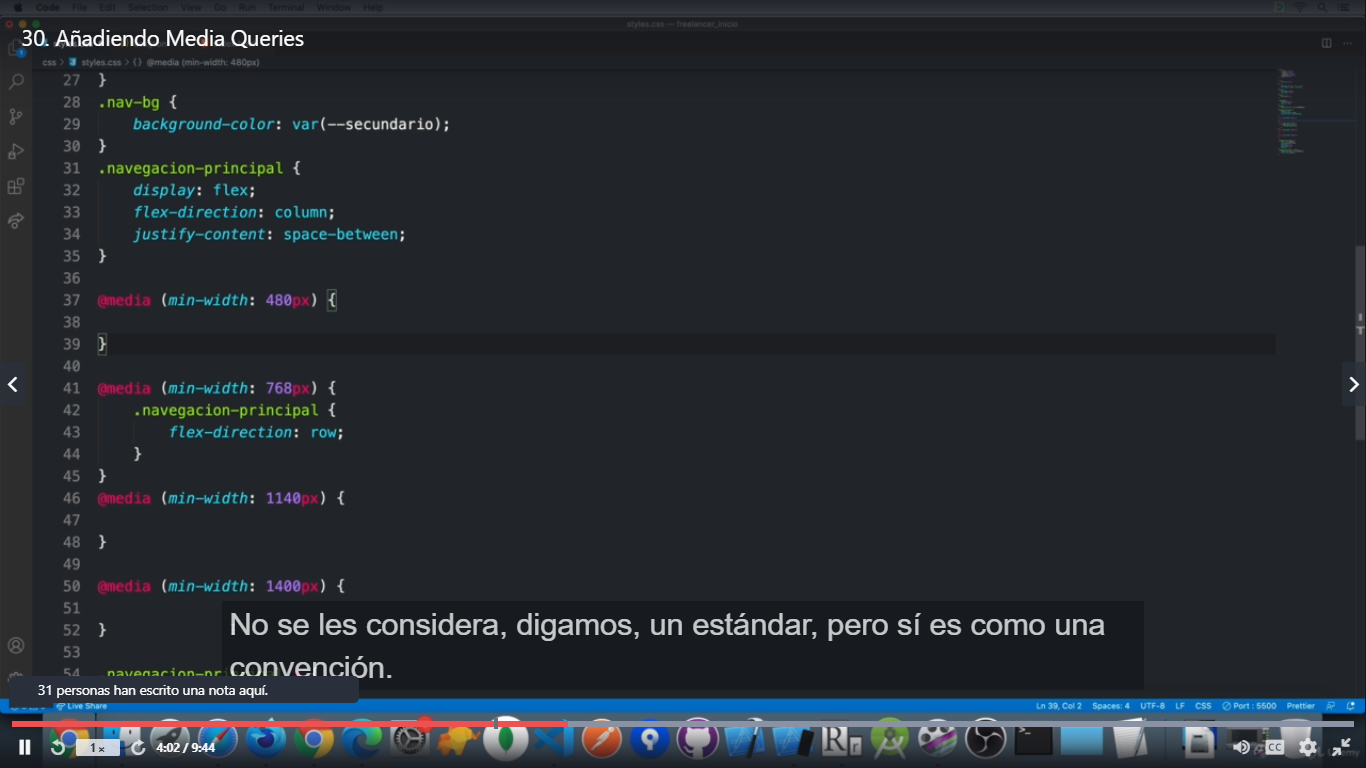 Code File Edit Selection View Go Run Terminal Window Help
styles.css — freelancer_inicio
30. Añadiendo Media Queries
css > styles.css > {} @media (min-width: 480px)
27 }
28 .nav-bg {
29 background-color: var(--secundario);
30 }
31 .navegacion-principal {
32 display: flex;
33 flex-direction: column;
34 justify-content: space-between;
35 }
36
37 @media (min-width: 480px) {
38
39 }
40
41 @media (min-width: 768px) {
42 .navegacion-principal {
43 flex-direction: row;
44 }
45 }
46 @media (min-width: 1140px) {
47
48 }
49
50 @media (min-width: 1400px) {
51
52 }
53
54 .navegacion-pr
No se les considera, digamos, un estándar, pero sí es como una
convención.
31 personas han escrito una nota aquí.
Live Share
Ln 39, Col 2 Spaces: 4 UTF-8 LF CSS Port : 5500 Prettier
1x 4:02 / 9:44
CC